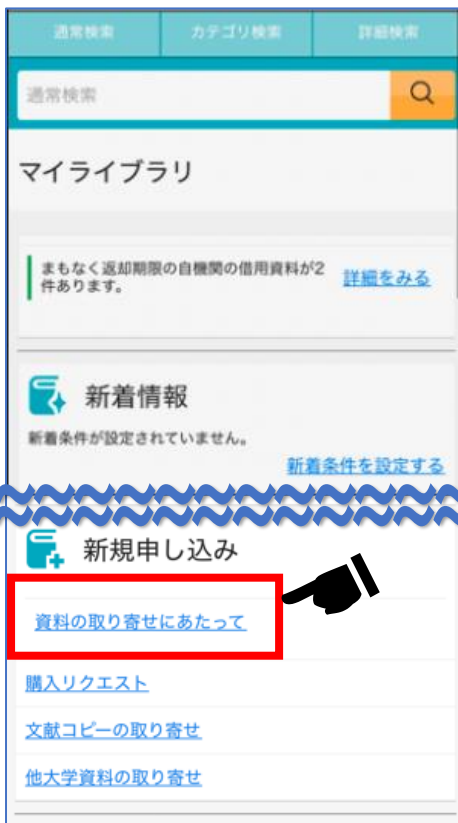 通常検索 カテゴリ検索 詳細検索
通常検索
マイライブラリ
まもなく返却期限の自機関の借用資料が2
件あります。
詳細をみる
新着情報
新着条件が設定されていません。
新着条件を設定する
新規申し込み
資料の取り寄せにあたって
購入リクエスト
文献コピーの取り寄せ
他大学資料の取り寄せ